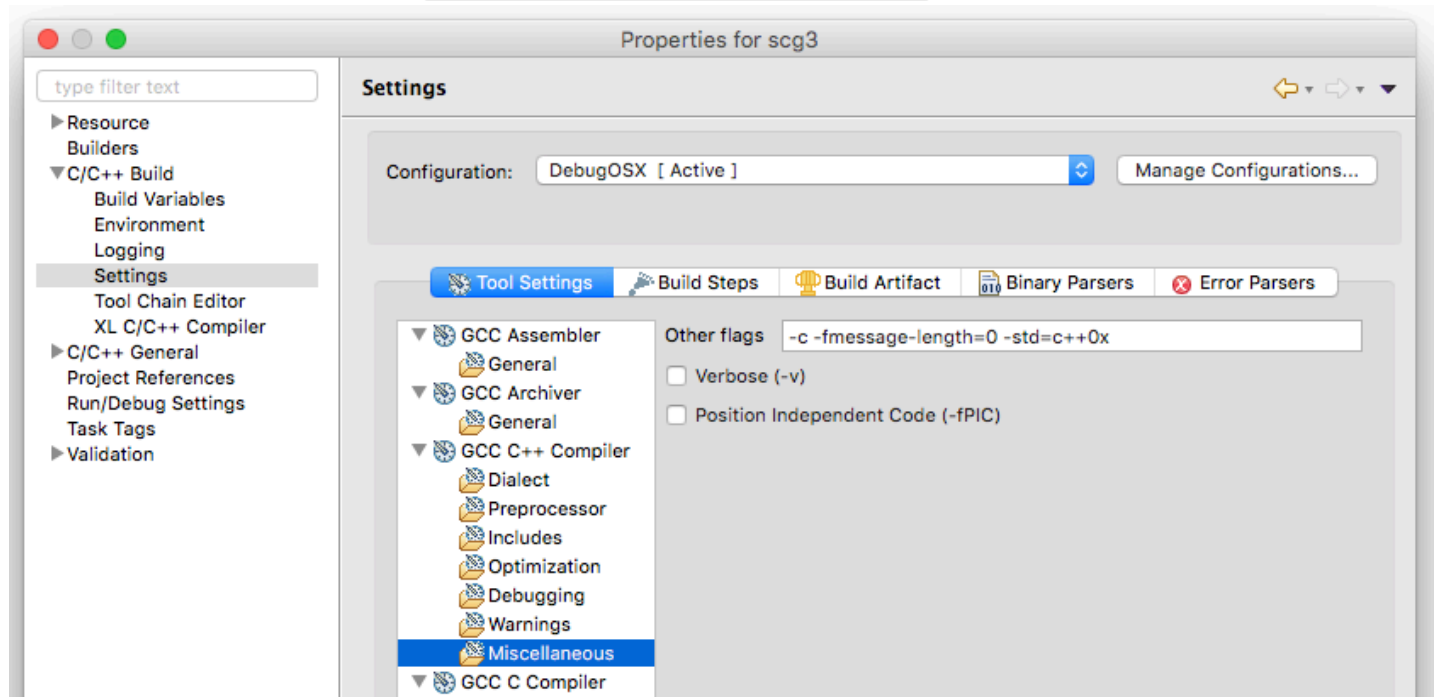 Properties for scg3
type filter text
Resource
Builders
C/C++ Build
Build Variables
Environment
Logging
Settings
Tool Chain Editor
XL C/C++ Compiler
C/C++ General
Project References
Run/Debug Settings
Task Tags
Validation
Settings
Configuration: DebugOSX [ Active ] Manage Configurations...
Tool Settings Build Steps Build Artifact 010 Binary Parsers Error Parsers
GCC Assembler
General
GCC Archiver
General
GCC C++ Compiler
Dialect
Preprocessor
Includes
Optimization
Debugging
Warnings
Miscellaneous
GCC C Compiler
Other flags -c -fmessage-length=0 -std=c++0x
Verbose (-v)
Position Independent Code (-fPIC)